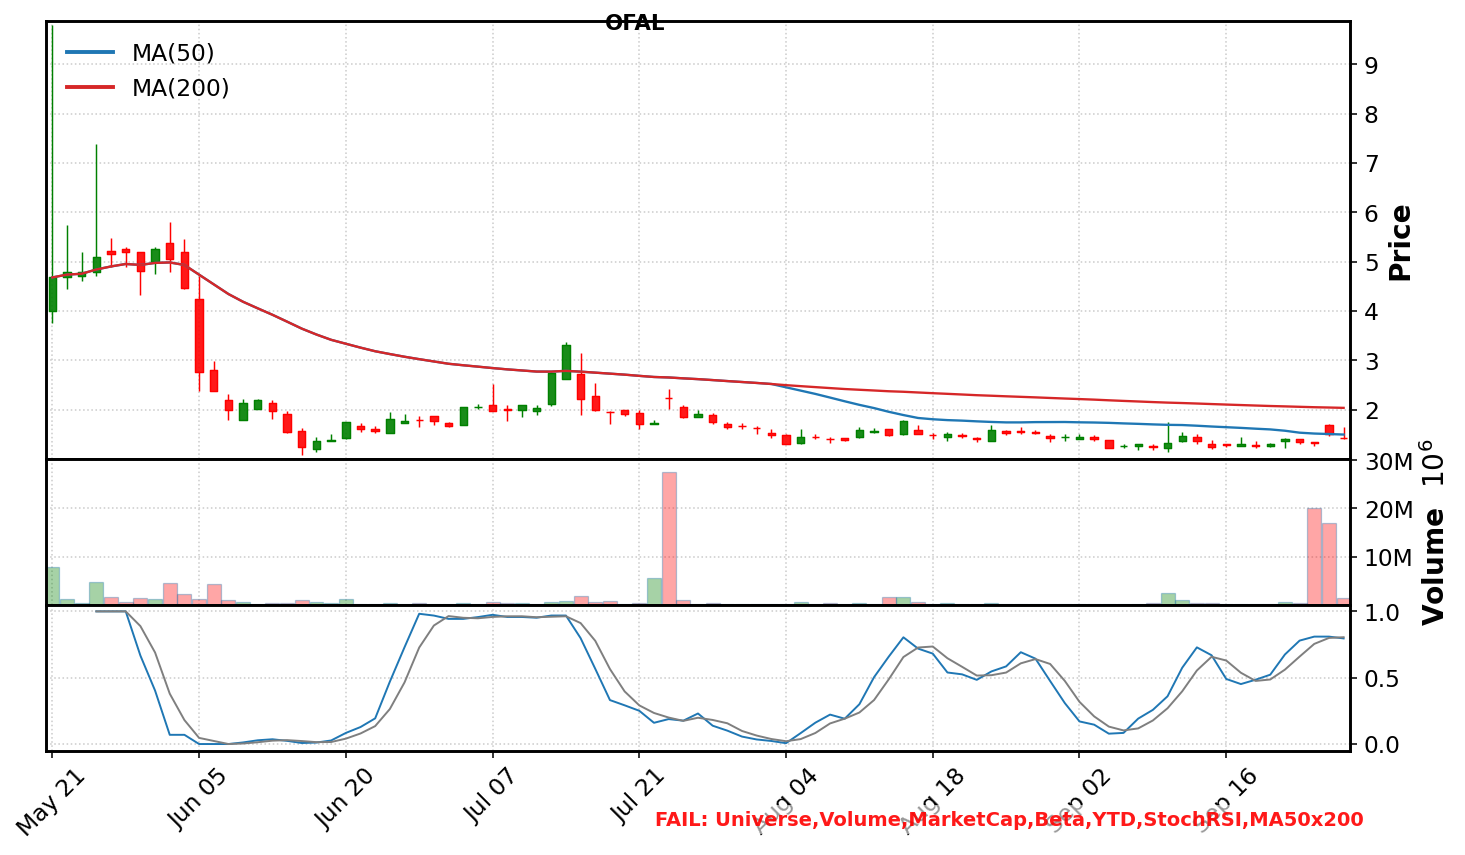 OFAL
MA(50)
MA(200)
9
8
7
6
5
4
3
2
Price
30M
20M
10M
Volume 10^6
1.0
0.5
0.0
May 21
Jun 05
Jun 20
Jul 07
Jul 21
Aug 04
Aug 18
Sep 02
Sep 16
FAIL: Universe,Volume,MarketCap,Beta,YTD,StochRSI,MA50x200